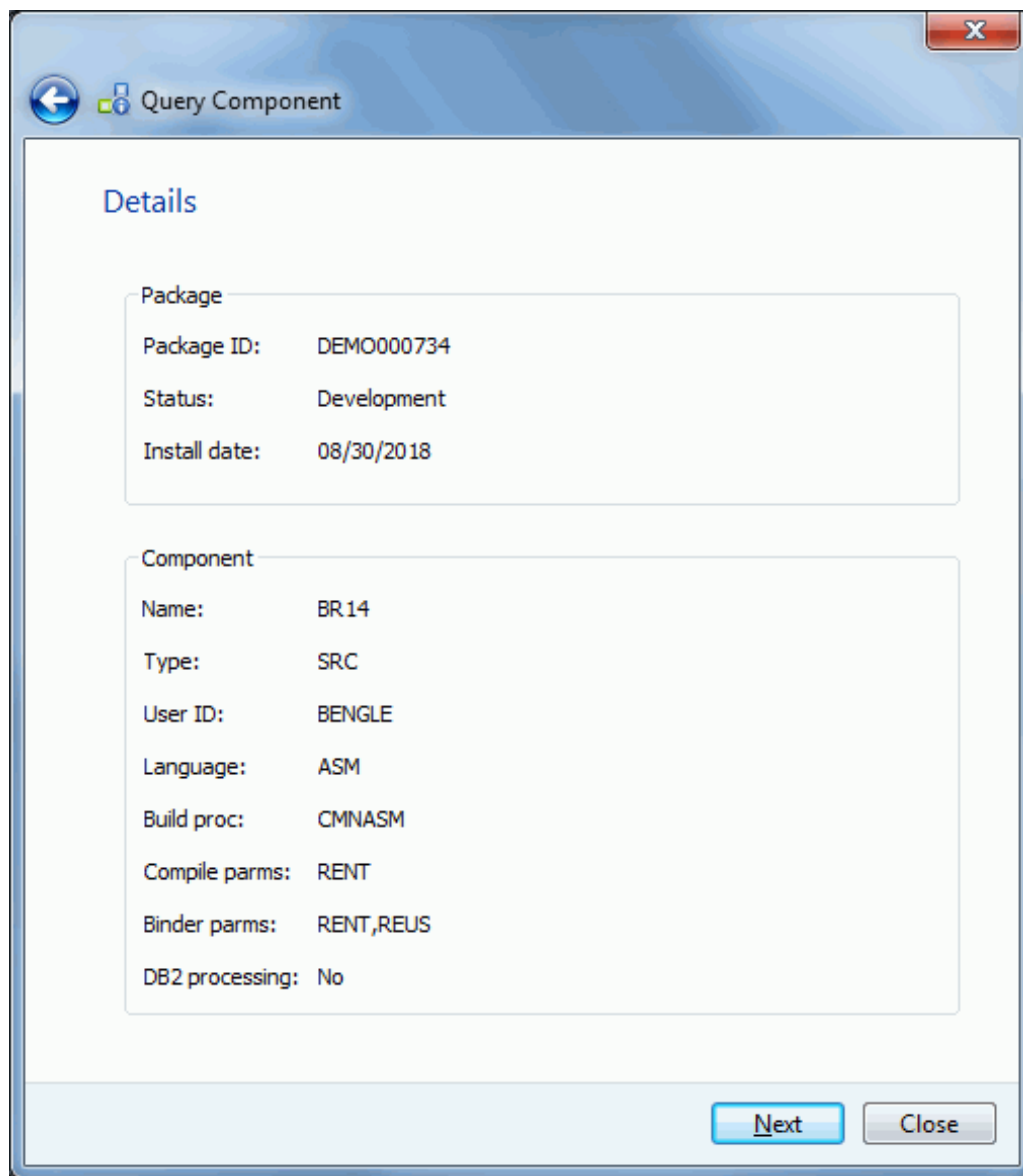 Query Component
Details
Package
Package ID: DEMO000734
Status: Development
Install date: 08/30/2018
Component
Name: BR14
Type: SRC
User ID: BENGLE
Language: ASM
Build proc: CMNASM
Compile parms: RENT
Binder parms: RENT,REUS
DB2 processing: No
Next Close